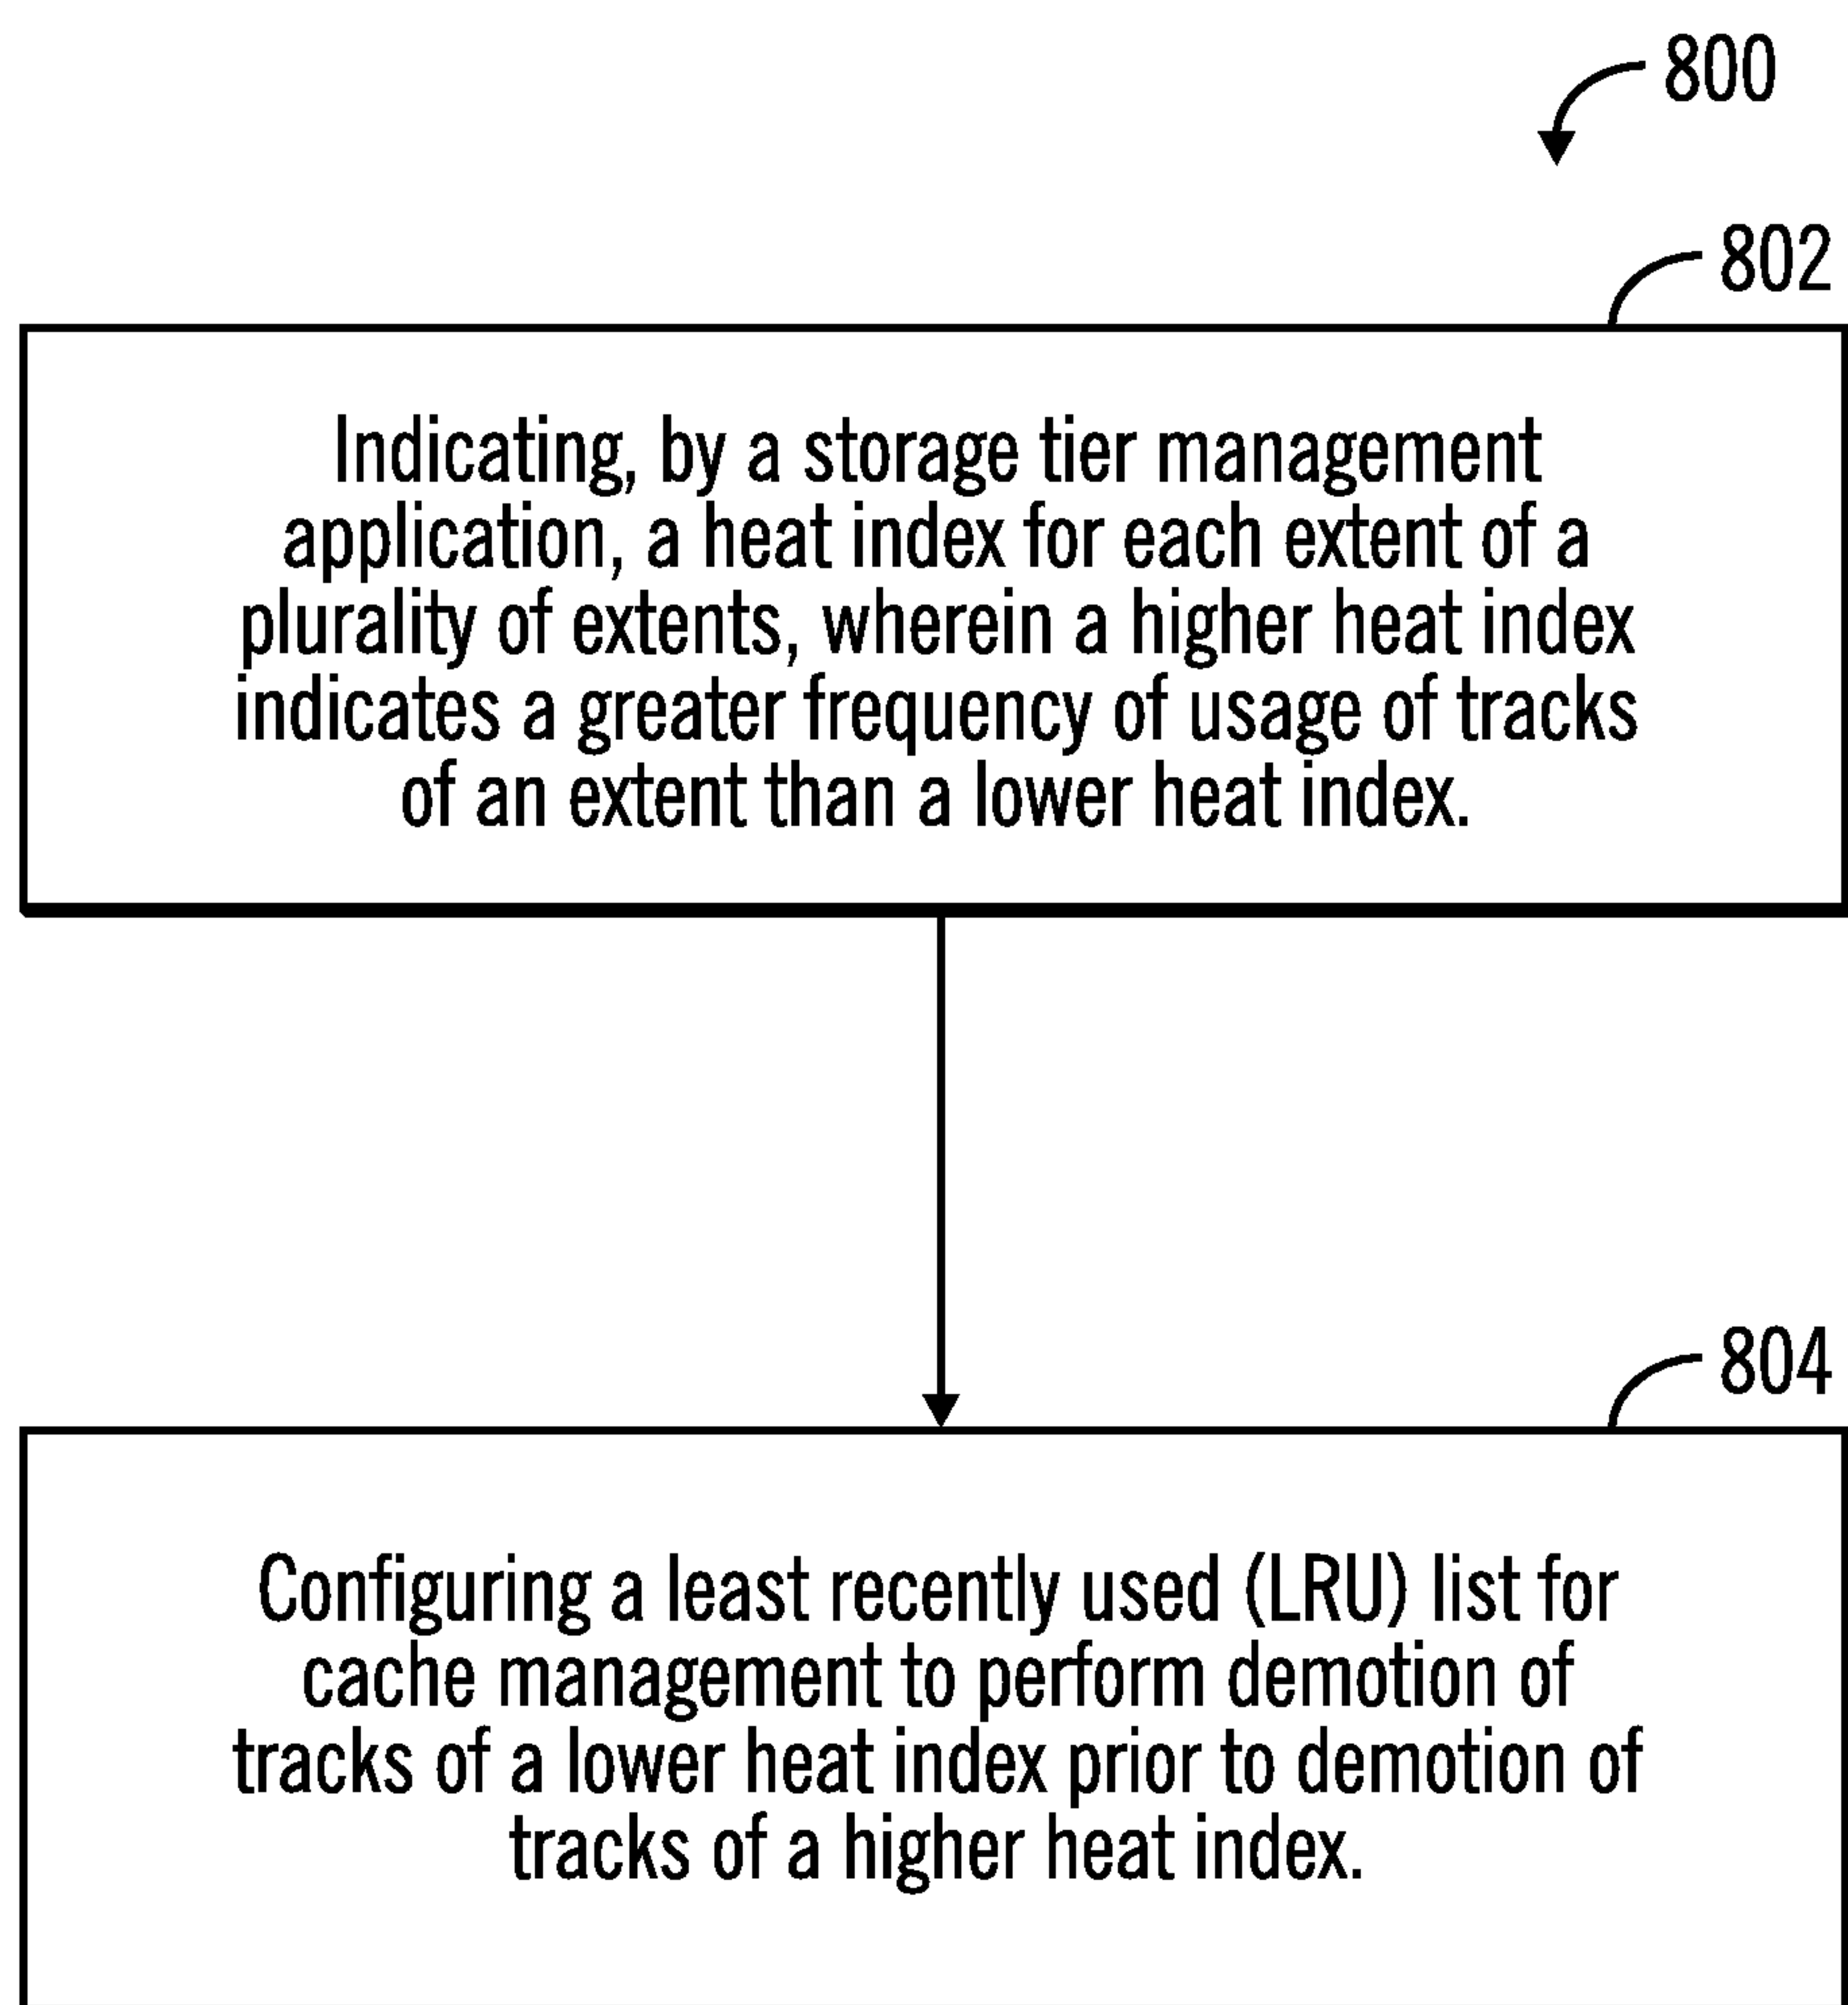 800
802
Indicating, by a storage tier management
application, a heat index for each extent of a
plurality of extents, wherein a higher heat index
indicates a greater frequency of usage of tracks
of an extent than a lower heat index.
804
Configuring a least recently used (LRU) list for
cache management to perform demotion of
tracks of a lower heat index prior to demotion of
tracks of a higher heat index.